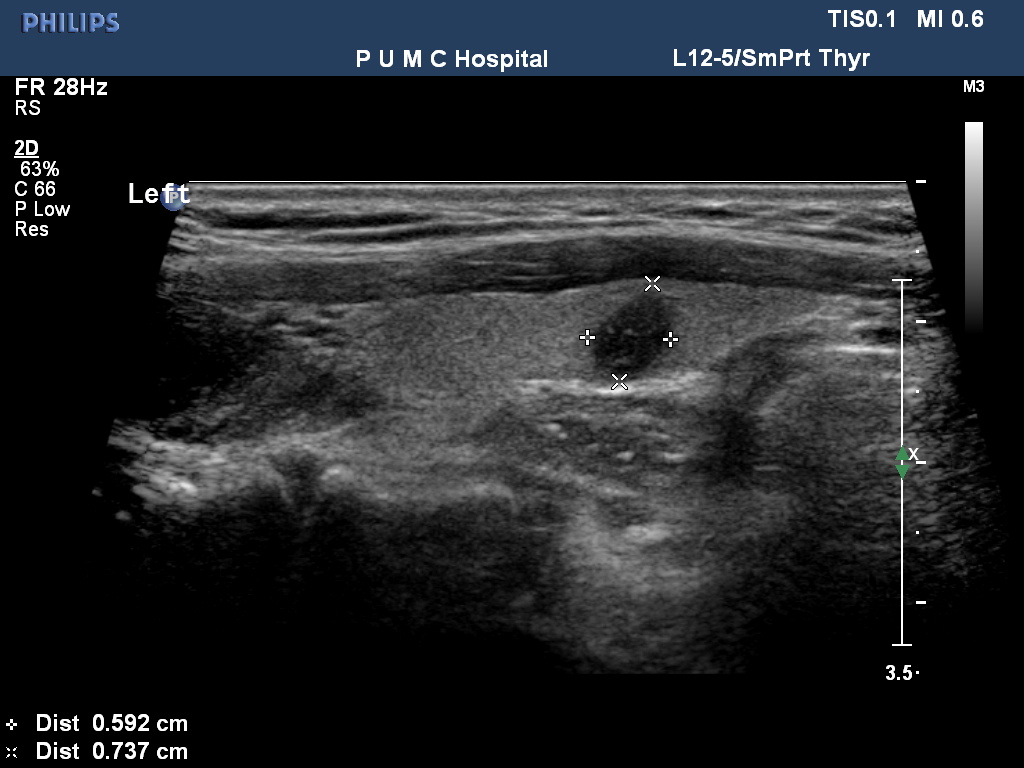 PHILIPS
TIS0.1 MI 0.6
P U M C Hospital
L12-5/SmPrt Thyr
FR 28Hz
RS
M3
2D
63%
C 66
P Low
Res
Left
P
X
3.5
Dist 0.592 cm
Dist 0.737 cm